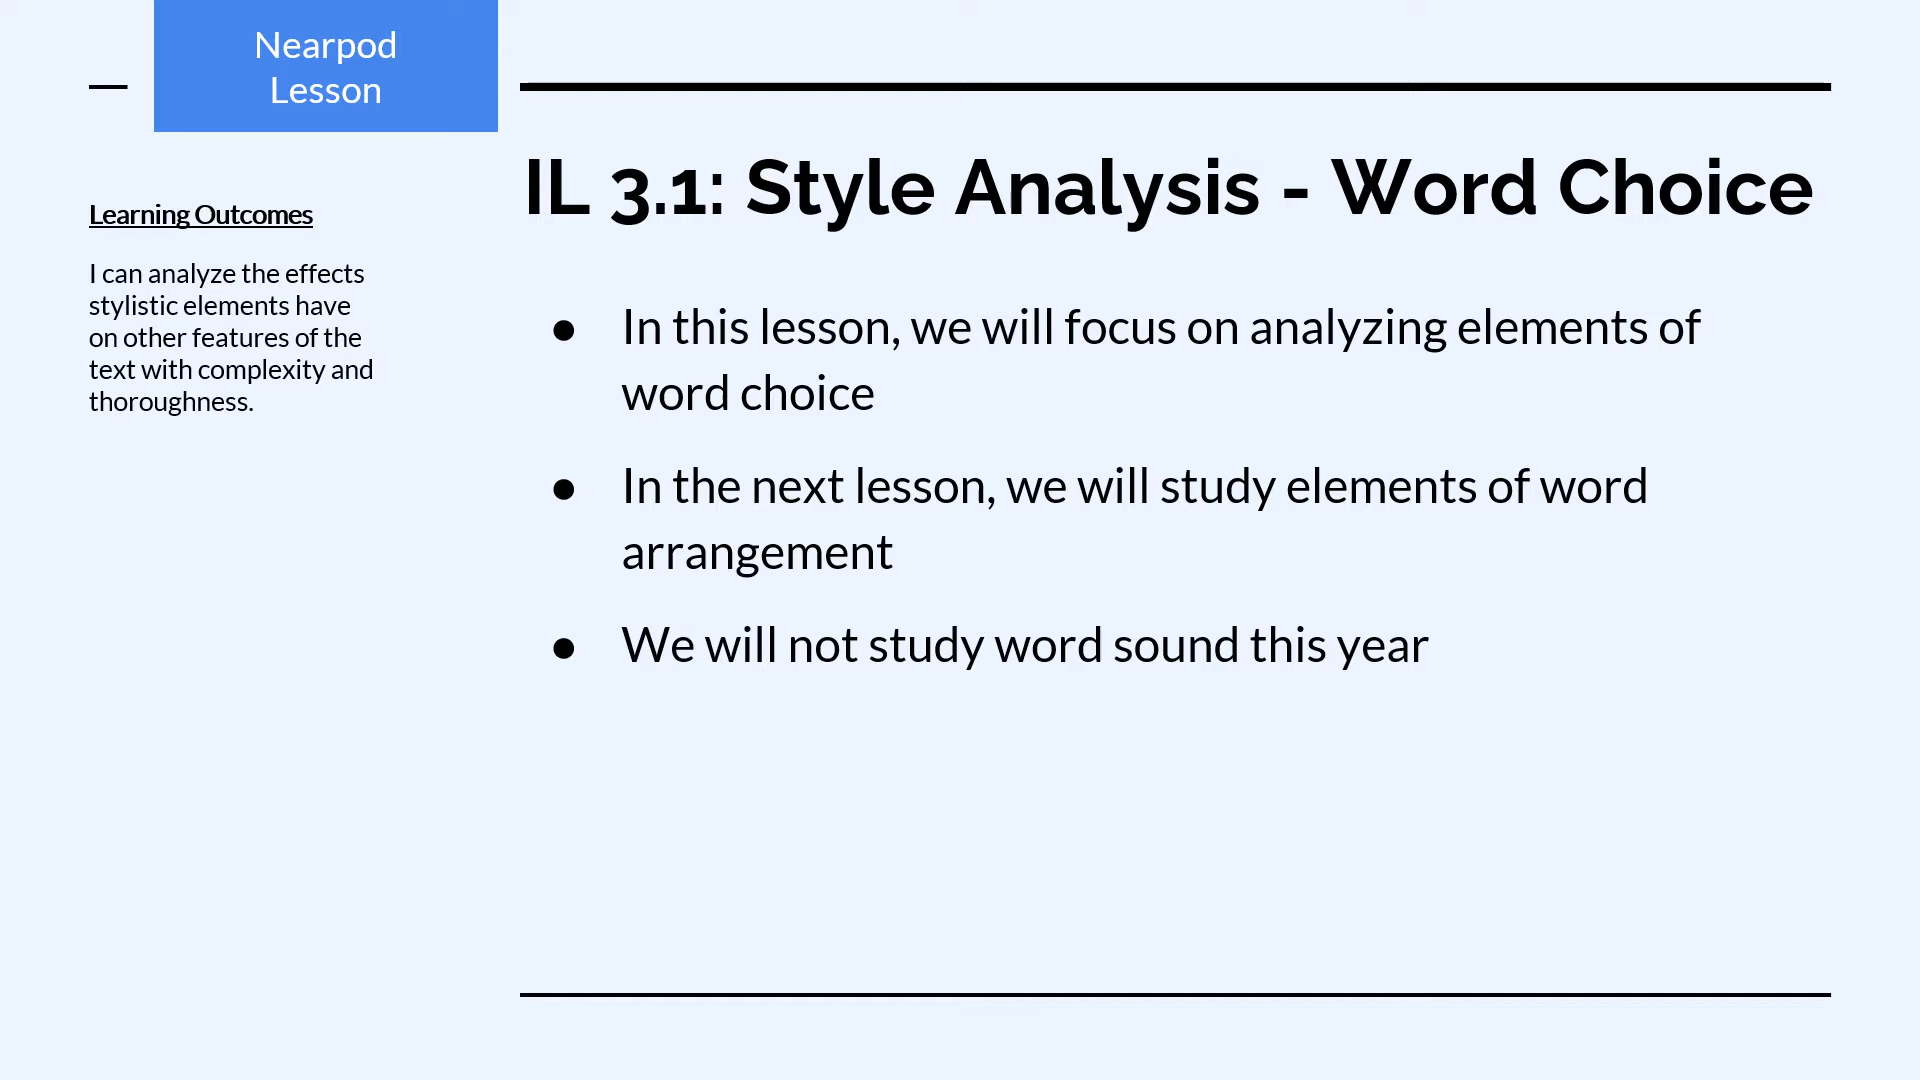 Nearpod
Lesson
Learning Outcomes
I can analyze the effects
stylistic elements have
on other features of the
text with complexity and
thoroughness.
IL 3.1: Style Analysis - Word Choice
● In this lesson, we will focus on analyzing elements of
word choice
● In the next lesson, we will study elements of word
arrangement
● We will not study word sound this year